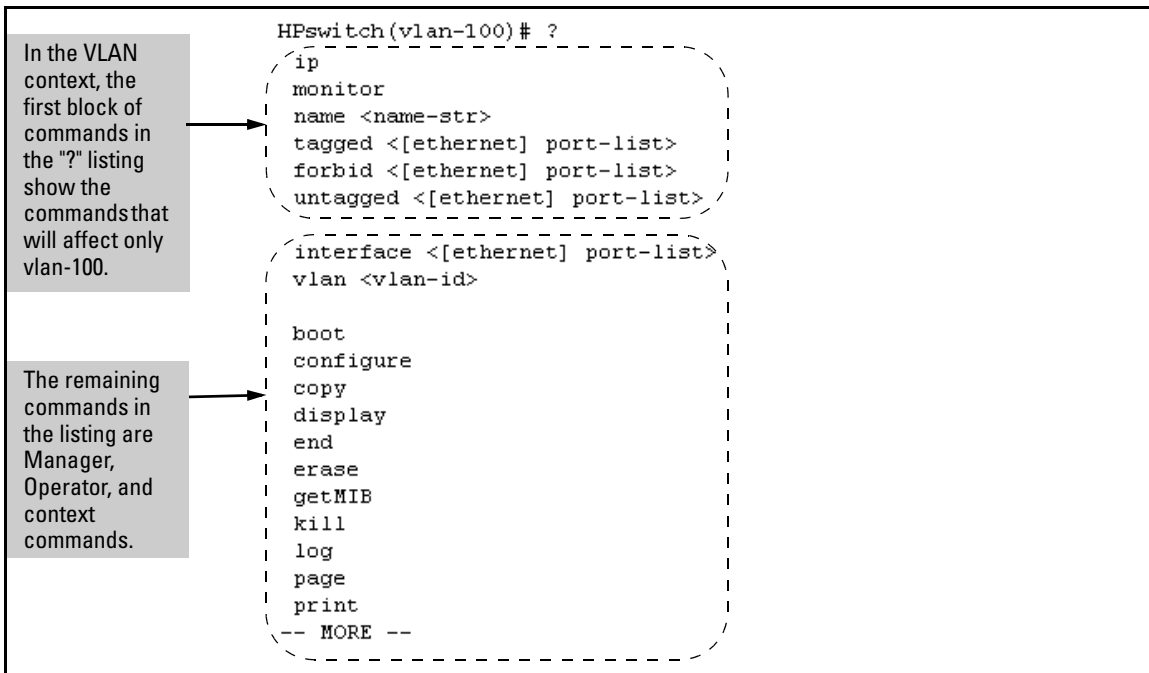 HPswitch(vlan-100)# ?
In the VLAN
context, the
first block of
commands in
the "?" listing
show the
commands that
will affect only
vlan-100.
ip
monitor
name <name-str>
tagged <[ethernet] port-list>
forbid <[ethernet] port-list>
untagged <[ethernet] port-list>
The remaining
commands in
the listing are
Manager,
Operator, and
context
commands.
interface <[ethernet] port-list>
vlan <vlan-id>
boot
configure
copy
display
end
erase
getMIB
kill
log
page
print
-- MORE --